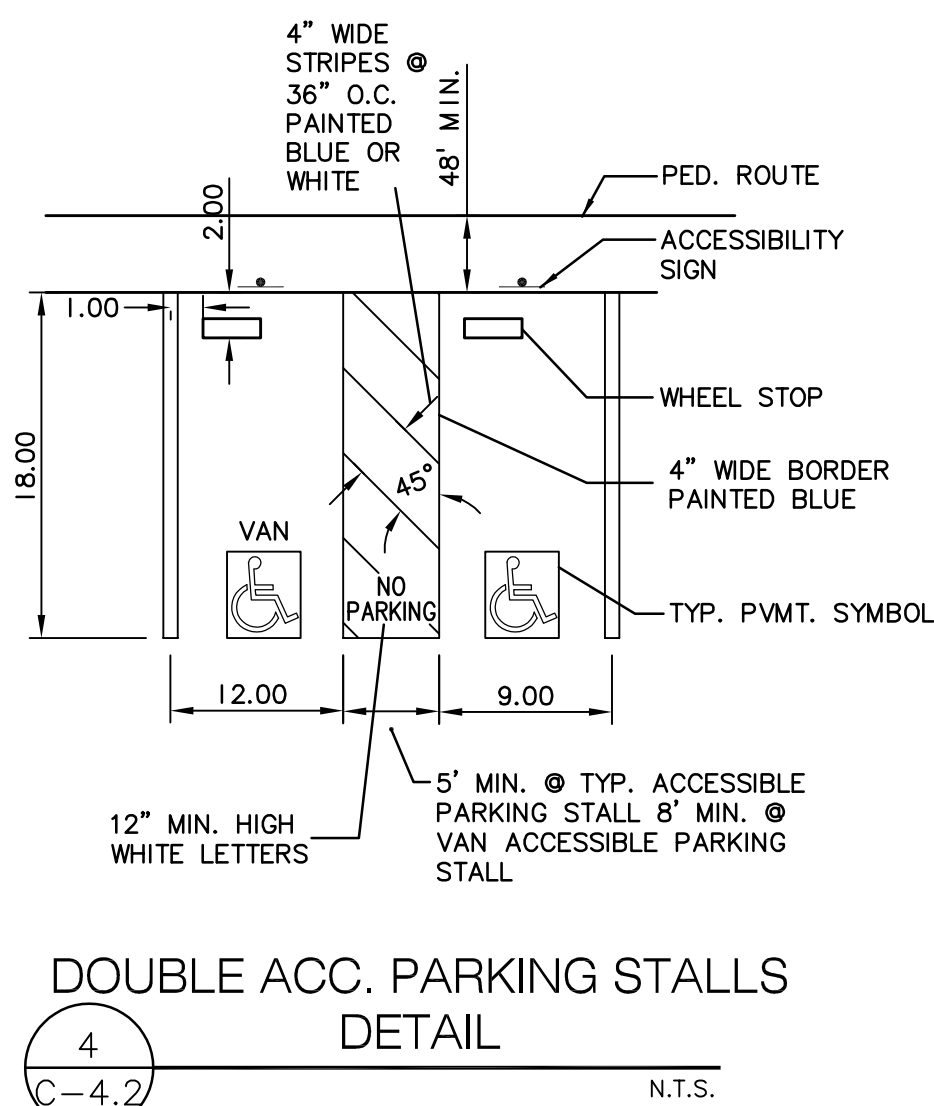 4” WIDE
STRIPES @
36” O.C.
PAINTED
BLUE OR
WHITE
48' MIN.
PED. ROUTE
2.00
ACCESSIBILITY
SIGN
1.00
WHEEL STOP
18.00
45°
4” WIDE BORDER
PAINTED BLUE
VAN
NO
PARKING
TYP. PVMT. SYMBOL
12.00
9.00
5' MIN. @ TYP. ACCESSIBLE
PARKING STALL 8' MIN. @
VAN ACCESSIBLE PARKING
STALL
12” MIN. HIGH
WHITE LETTERS
DOUBLE ACC. PARKING STALLS
DETAIL
4
C-4.2
N.T.S.